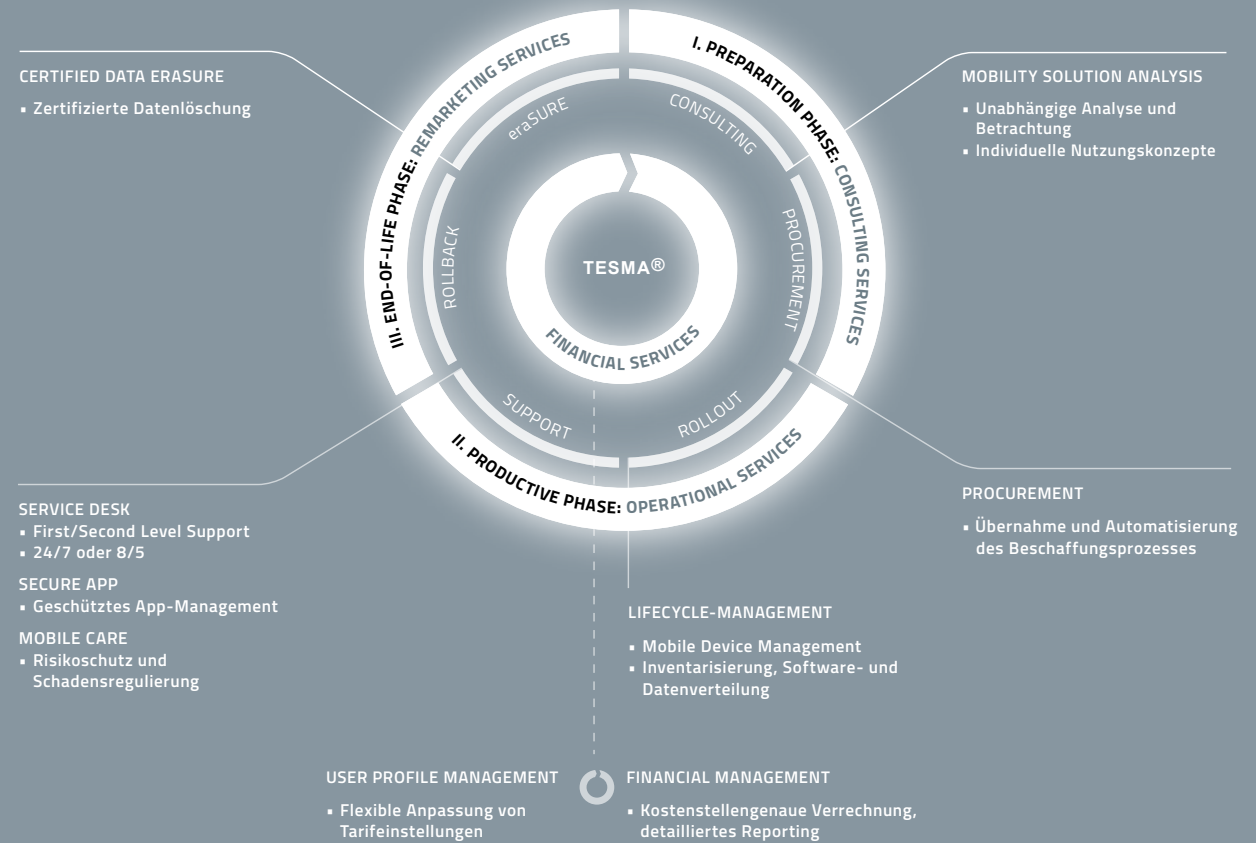 CERTIFIED DATA ERASURE
▪ Zertifizierte Datenlöschung
III. END-OF-LIFE PHASE: REMARKETING SERVICES
I. PREPARATION PHASE: CONSULTING SERVICES
MOBILITY SOLUTION ANALYSIS
▪ Unabhängige Analyse und
Betrachtung
▪ Individuelle Nutzungskonzepte
eraSURE
CONSULTING
ROLLBACK
PROCUREMENT
TESMA®
FINANCIAL SERVICES
SUPPORT
ROLLOUT
II. PRODUCTIVE PHASE: OPERATIONAL SERVICES
SERVICE DESK
▪ First/Second Level Support
▪ 24/7 oder 8/5
SECURE APP
▪ Geschütztes App-Management
MOBILE CARE
▪ Risikoschutz und
Schadensregulierung
PROCUREMENT
▪ Übernahme und Automatisierung
des Beschaffungsprozesses
LIFECYCLE-MANAGEMENT
▪ Mobile Device Management
▪ Inventarisierung, Software- und
Datenverteilung
USER PROFILE MANAGEMENT
▪ Flexible Anpassung von
Tarifeinstellungen
FINANCIAL MANAGEMENT
▪ Kostenstellengenaue Verrechnung,
detailliertes Reporting